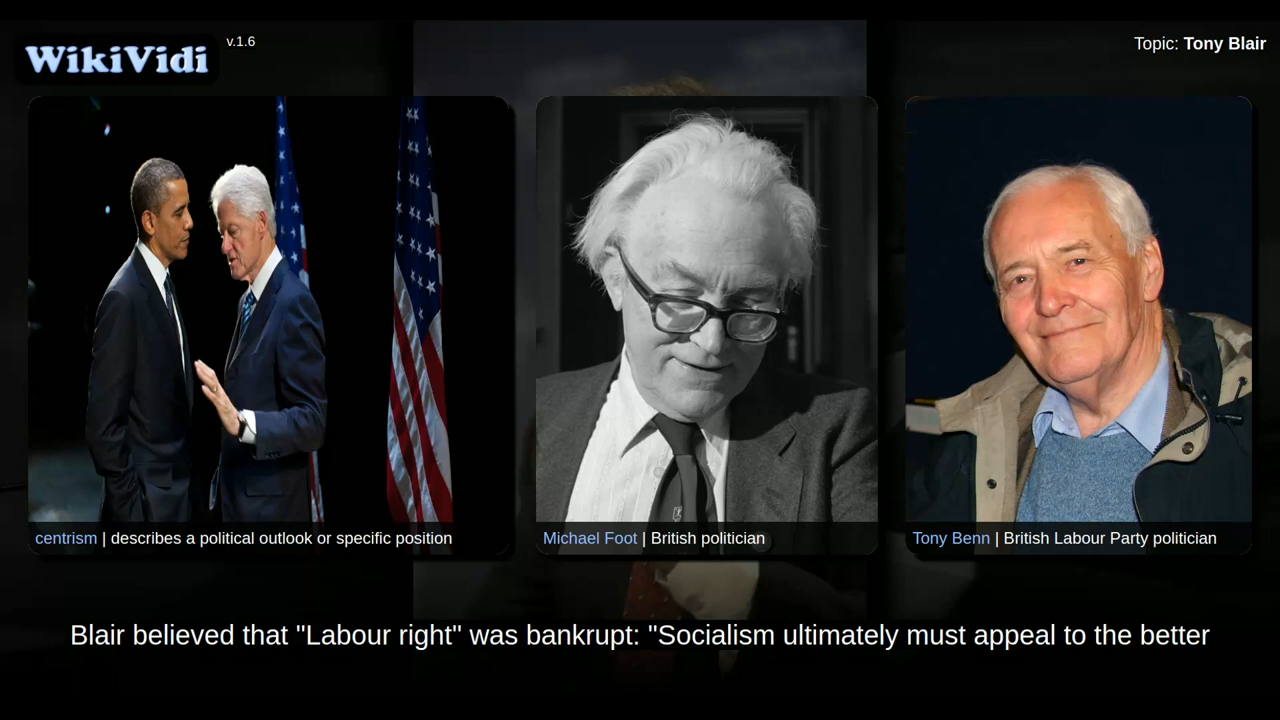 WikiVidi
v.1.6
Topic: Tony Blair
centrism | describes a political outlook or specific position
Michael Foot | British politician
Tony Benn | British Labour Party politician
Blair believed that "Labour right" was bankrupt: "Socialism ultimately must appeal to the better